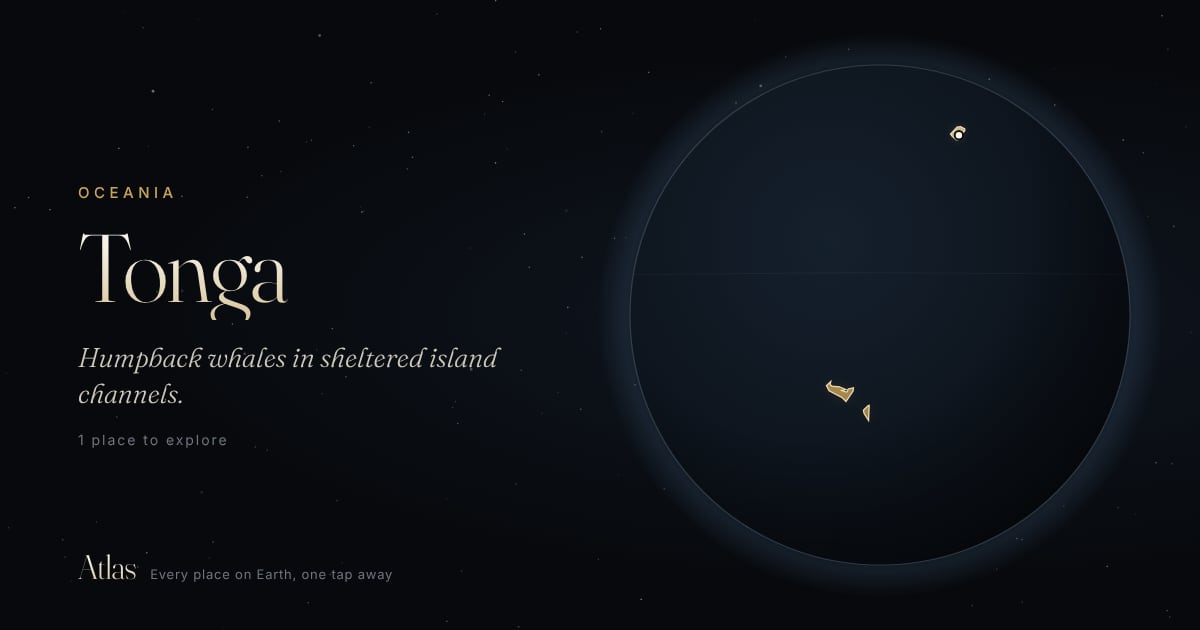 OCEANIA
Tonga
Humpback whales in sheltered island
channels.
1 place to explore
Atlas Every place on Earth, one tap away